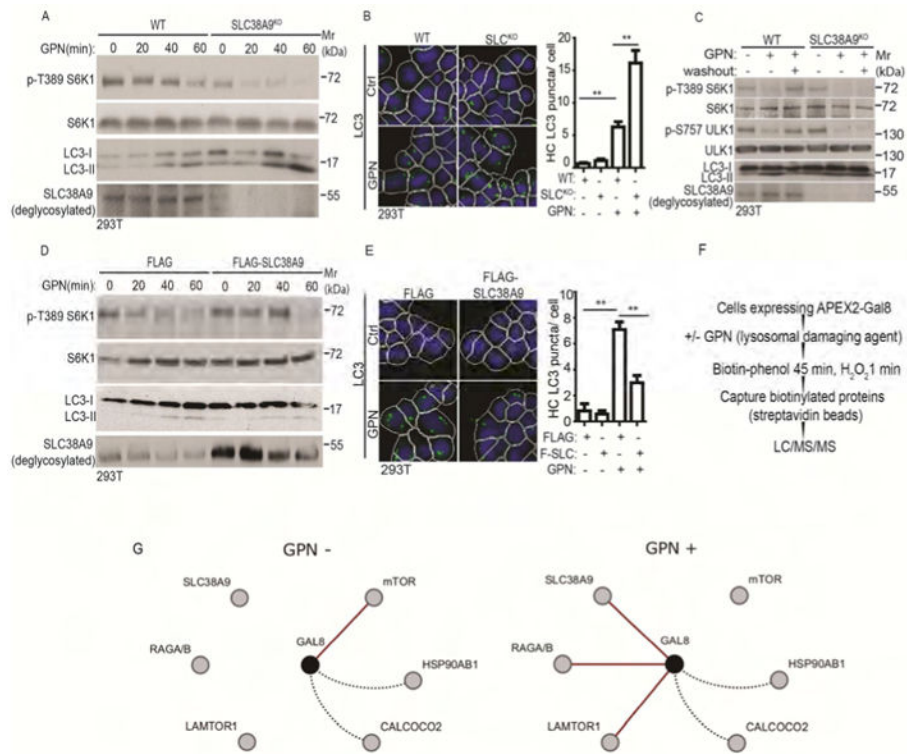 A
WT SLC38A9KO Mr
GPN(min): 0 20 40 60 0 20 40 60 (kDa)
p-T389 S6K1 -72
S6K1 -72
LC3-I
LC3-II -17
SLC38A9 -55
(deglycosylated)
293T
B
WT SLCKO
LC3
Ctrl
GPN
293T
HC LC3 puncta/ cell
20
15
10
5
0
** **
**
WT: + - + -
SLCKO: - + - +
GPN: - - + +
C
WT SLC38A9KO
GPN: - + + - + + Mr
washout: - - + - - + (kDa)
p-T389 S6K1 -72
S6K1 -72
p-S757 ULK1 -130
ULK1 -130
LC3-I
LC3-II -17
SLC38A9 -55
(deglycosylated)
293T
D
FLAG FLAG-SLC38A9 Mr
GPN(min): 0 20 40 60 0 20 40 60 (kDa)
p-T389 S6K1 -72
S6K1 -72
LC3-I
LC3-II -17
SLC38A9 -55
(deglycosylated)
293T
E
FLAG FLAG-
SLC38A9
LC3
Ctrl
GPN
293T
HC LC3 puncta/ cell
10
8
6
4
2
0
** **
FLAG: + - + -
F-SLC: - + - +
GPN: - - + +
F
Cells expressing APEX2-Gal8
+/- GPN (lysosomal damaging agent)
Biotin-phenol 45 min, H2O21 min
Capture biotinylated proteins
(streptavidin beads)
LC/MS/MS
G
GPN -
SLC38A9
mTOR
GAL8
RAGA/B
HSP90AB1
LAMTOR1
CALCOCO2
GPN +
SLC38A9
mTOR
GAL8
RAGA/B
HSP90AB1
LAMTOR1
CALCOCO2